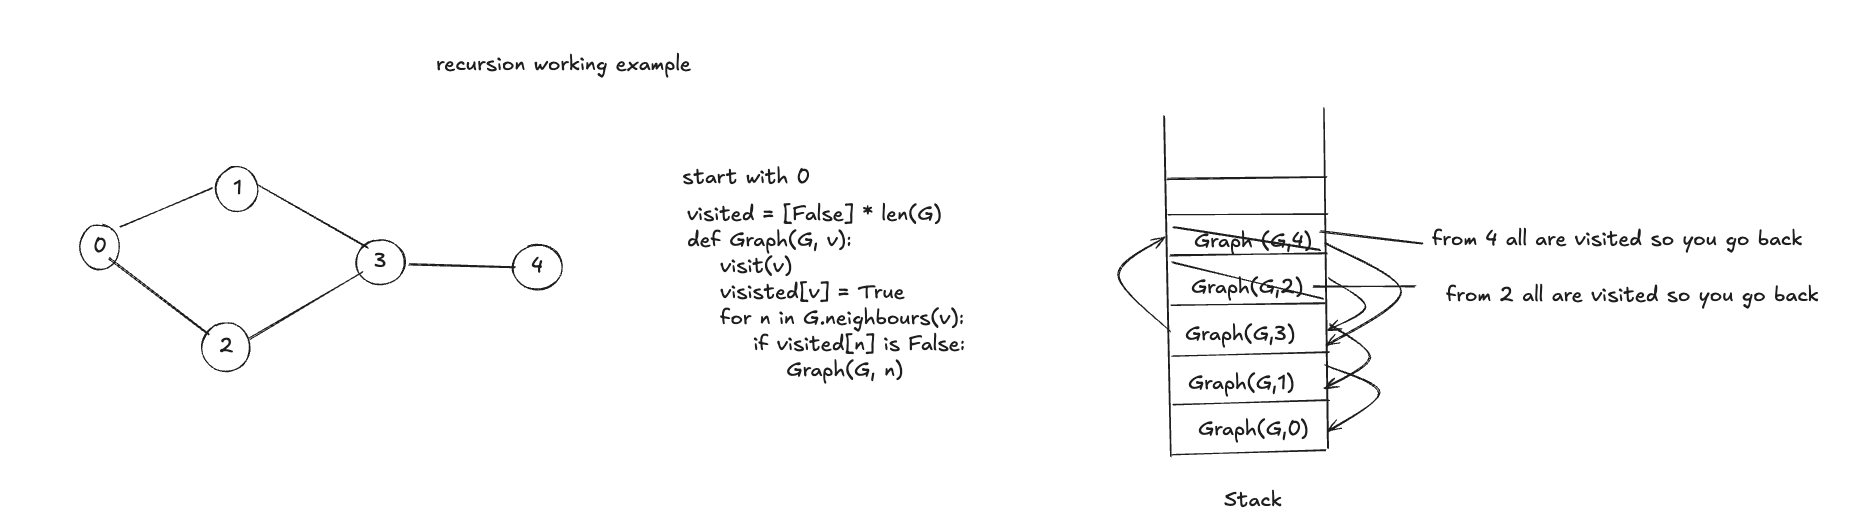 recursion working example
1
0
3
4
2
start with 0
visited = [False] * len(G)
def Graph(G, v):
visit(v)
visisted[v] = True
for n in G.neighbours(v):
if visited[n] is False:
Graph(G, n)
Graph (G,4)
from 4 all are visited so you go back
Graph(G,2)
from 2 all are visited so you go back
Graph(G,3)
Graph(G,1)
Graph(G,0)
Stack